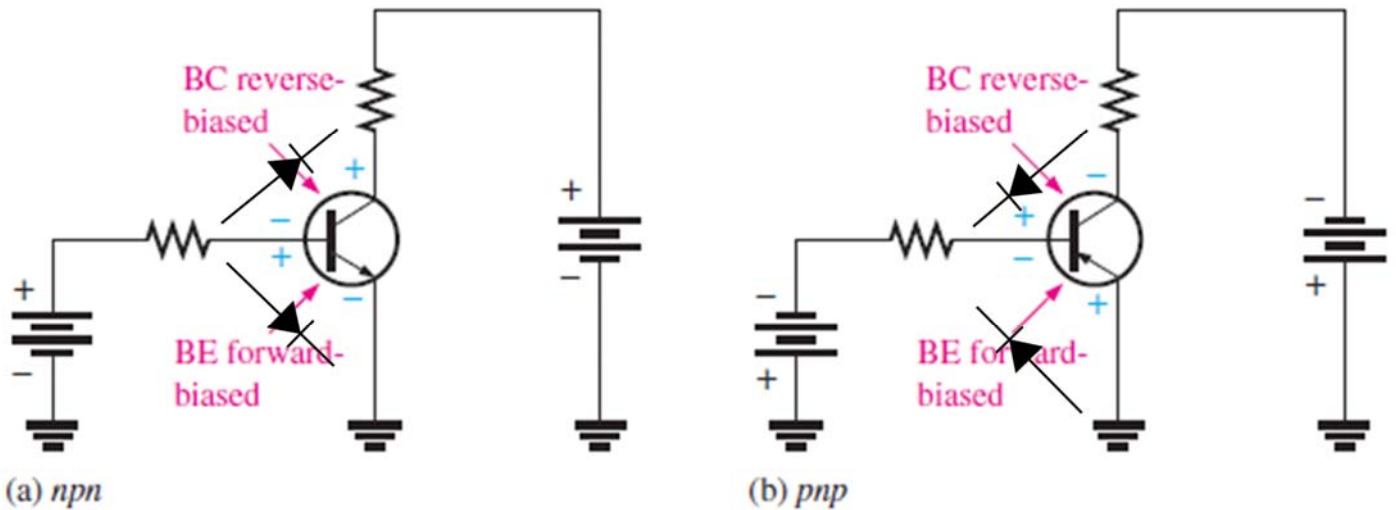 BC reverse-
biased
+
−
+
−
BE forward-
biased
+
−
+
−
(a) npn
BC reverse-
biased
−
+
−
+
BE forward-
biased
−
+
−
+
(b) pnp